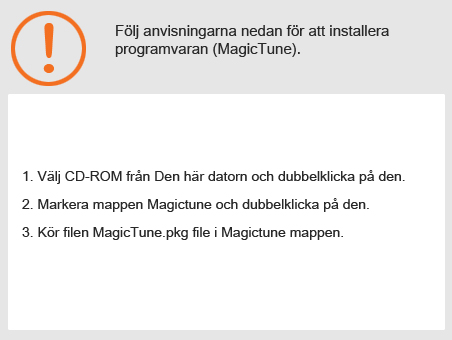 Följ anvisningarna nedan för att installera
programvaran (MagicTune).
1. Välj CD-ROM från Den här datorn och dubbelklicka på den.
2. Markera mappen Magictune och dubbelklicka på den.
3. Kör filen MagicTune.pkg file i Magictune mappen.